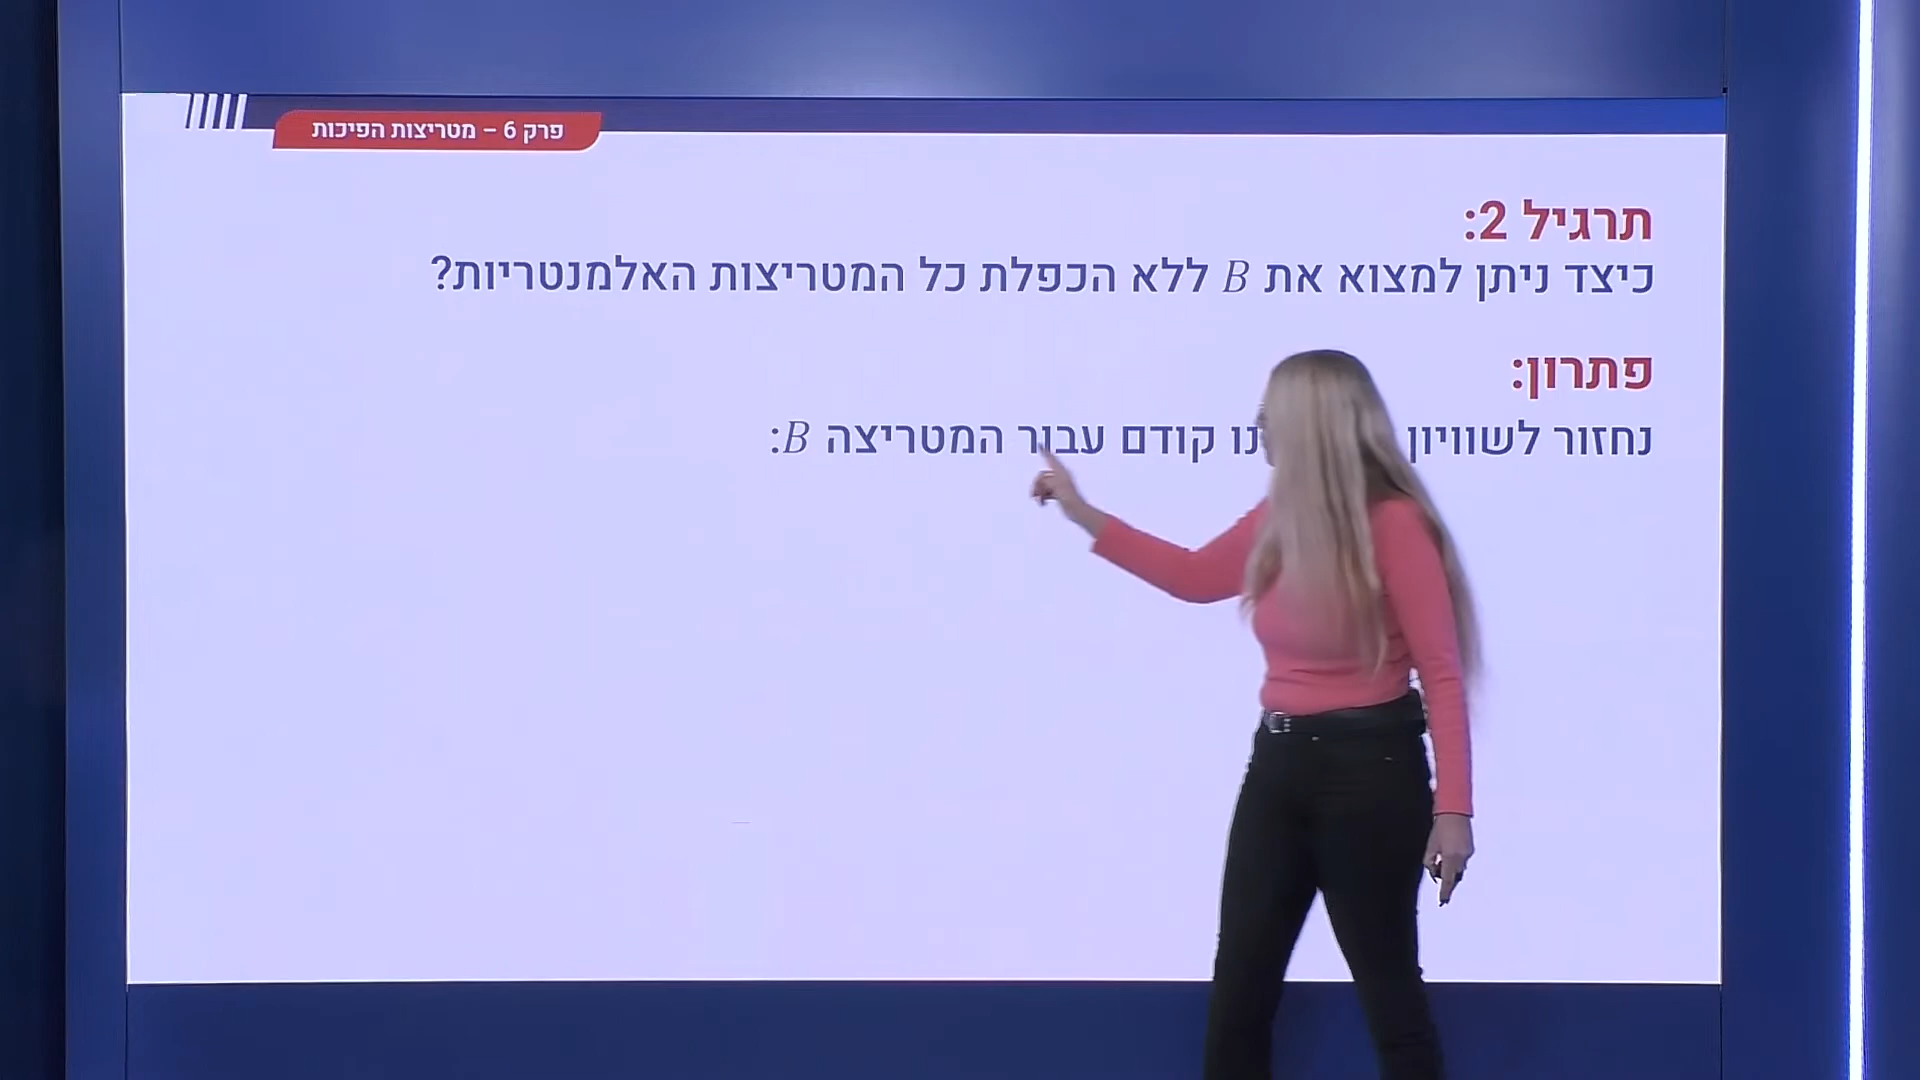 פרק 6 – מטריצות הפיכות
תרגיל 2:
כיצד ניתן למצוא את B ללא הכפלת כל המטריצות האלמנטריות?
פתרון:
נחזור לשוויון קודם עבור המטריצה B: